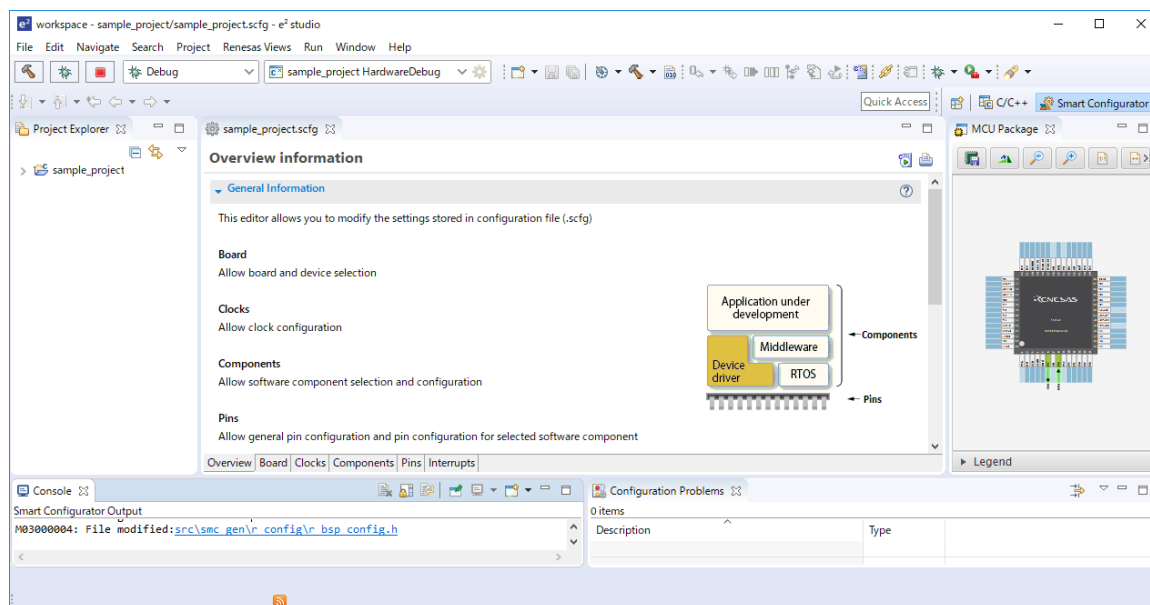 e² workspace - sample_project/sample_project.scfg - e² studio
File Edit Navigate Search Project Renesas Views Run Window Help
Debug
sample_project HardwareDebug
Quick Access
C/C++
Smart Configurator
Project Explorer
sample_project
sample_project.scfg
Overview information
General Information
This editor allows you to modify the settings stored in configuration file (.scfg)
Board
Allow board and device selection
Clocks
Allow clock configuration
Components
Allow software component selection and configuration
Pins
Allow general pin configuration and pin configuration for selected software component
Application under
development
Middleware
Device
driver
RTOS
Components
Pins
Overview Board Clocks Components Pins Interrupts
MCU Package
RENESAS
Legend
Console
Smart Configurator Output
M03000004: File modified:src\smc_gen\r_config\r_bsp_config.h
Configuration Problems
0 items
Description Type